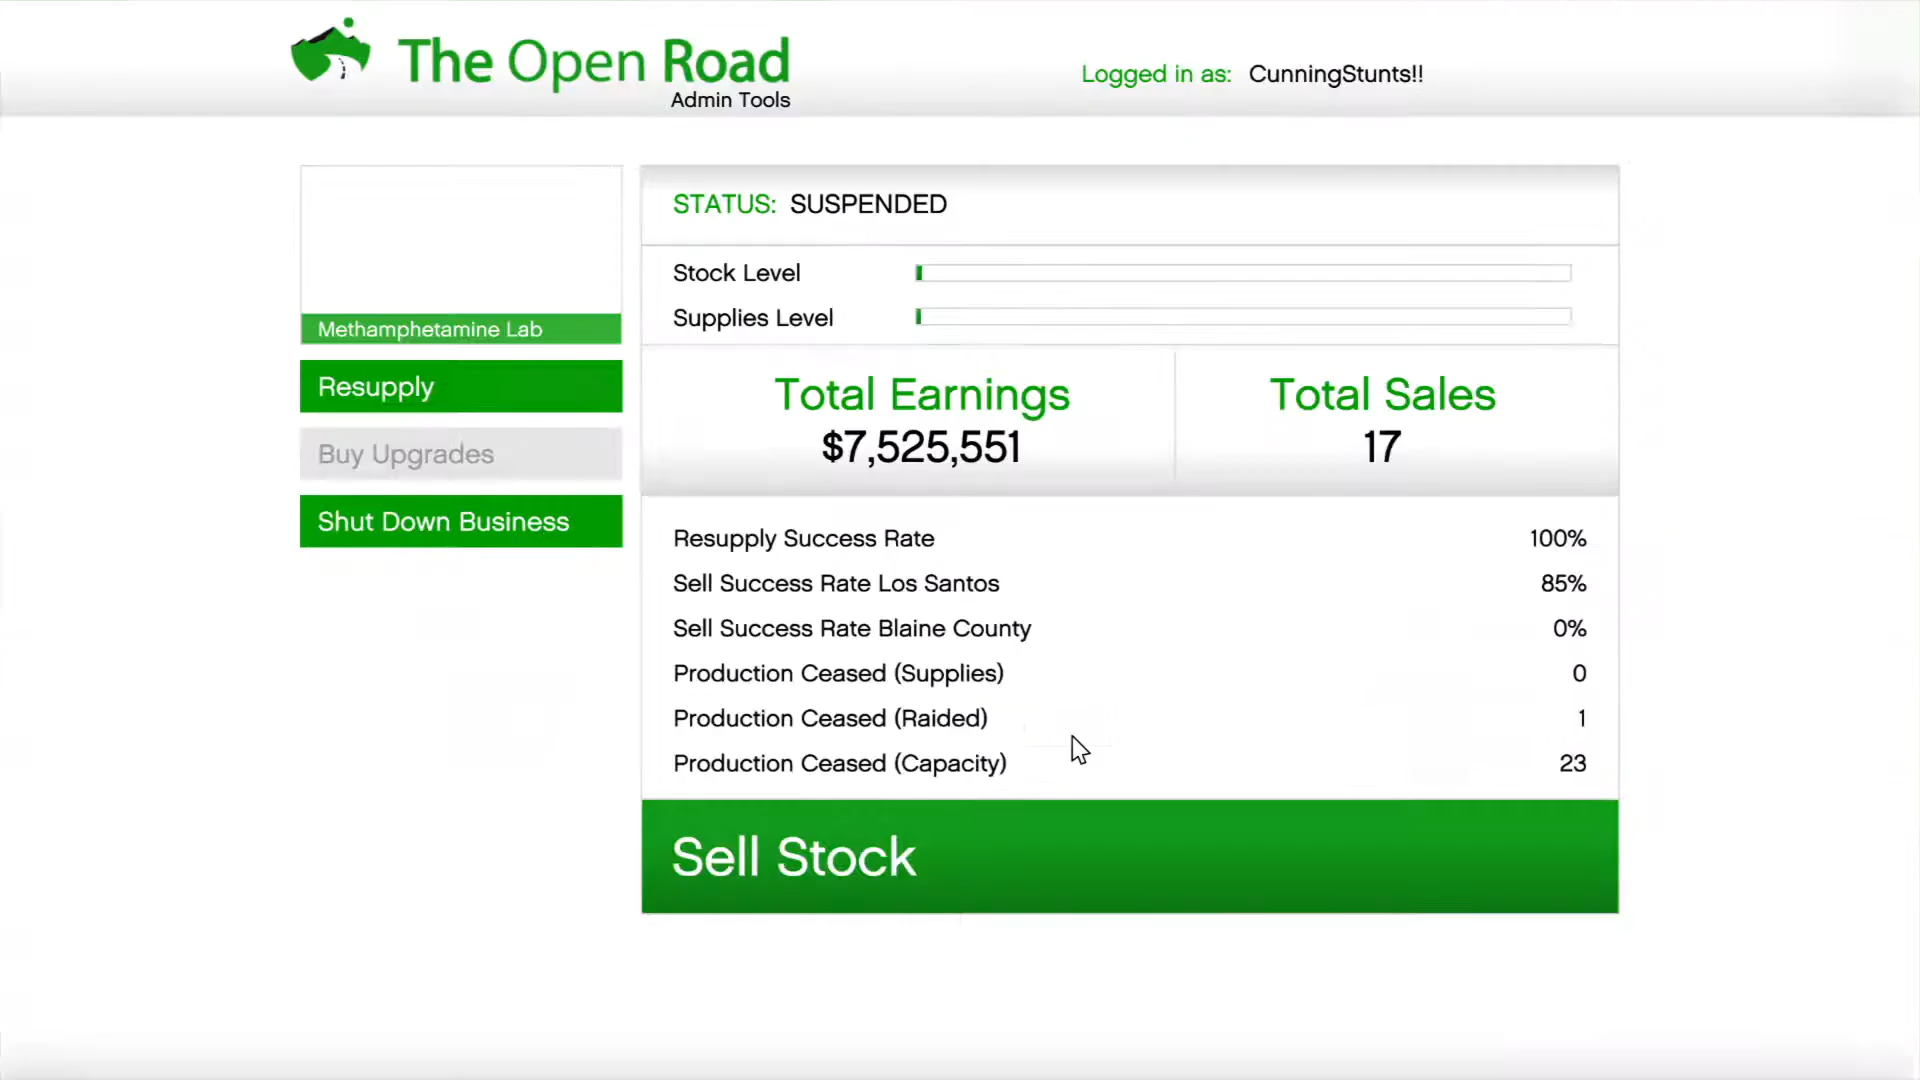 The Open Road
Admin Tools
Logged in as: CunningStunts!!
Methamphetamine Lab
Resupply
Buy Upgrades
Shut Down Business
STATUS: SUSPENDED
Stock Level
Supplies Level
Total Earnings
$7,525,551
Total Sales
17
Resupply Success Rate 100%
Sell Success Rate Los Santos 85%
Sell Success Rate Blaine County 0%
Production Ceased (Supplies) 0
Production Ceased (Raided) 1
Production Ceased (Capacity) 23
Sell Stock